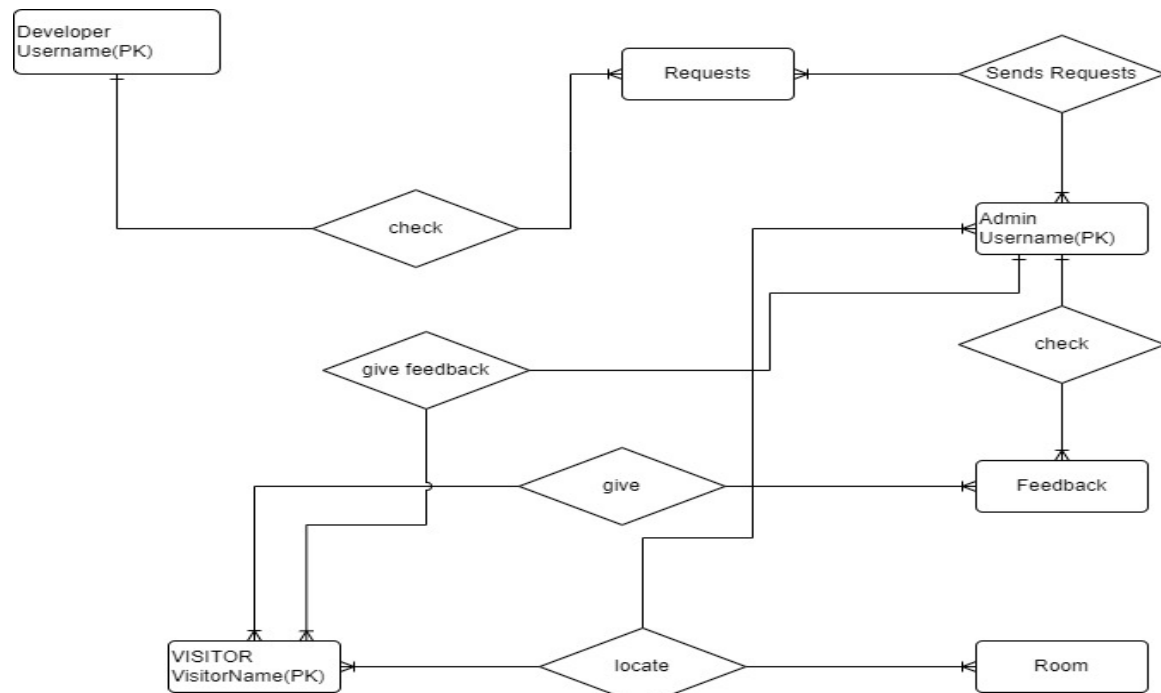 Developer
Username(PK)
Requests
Sends Requests
check
Admin
Username(PK)
give feedback
check
give
Feedback
VISITOR
VisitorName(PK)
locate
Room